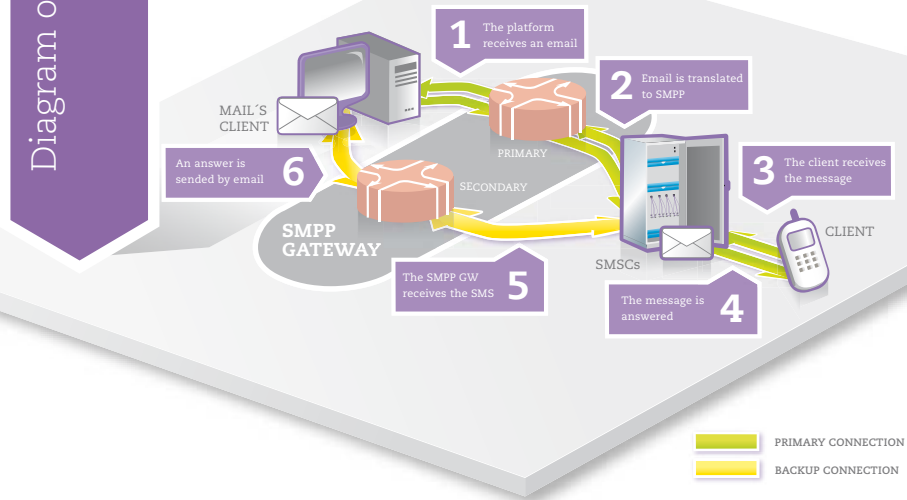 Diagram o
1 The platform
receives an email
2 Email is translated
to SMPP
MAIL´S
CLIENT
PRIMARY
An answer is
sended by email 6
SECONDARY
3 The client receives
the message
SMPP
GATEWAY
CLIENT
SMSCs
The SMPP GW
receives the SMS 5
The message is
answered 4
PRIMARY CONNECTION
BACKUP CONNECTION